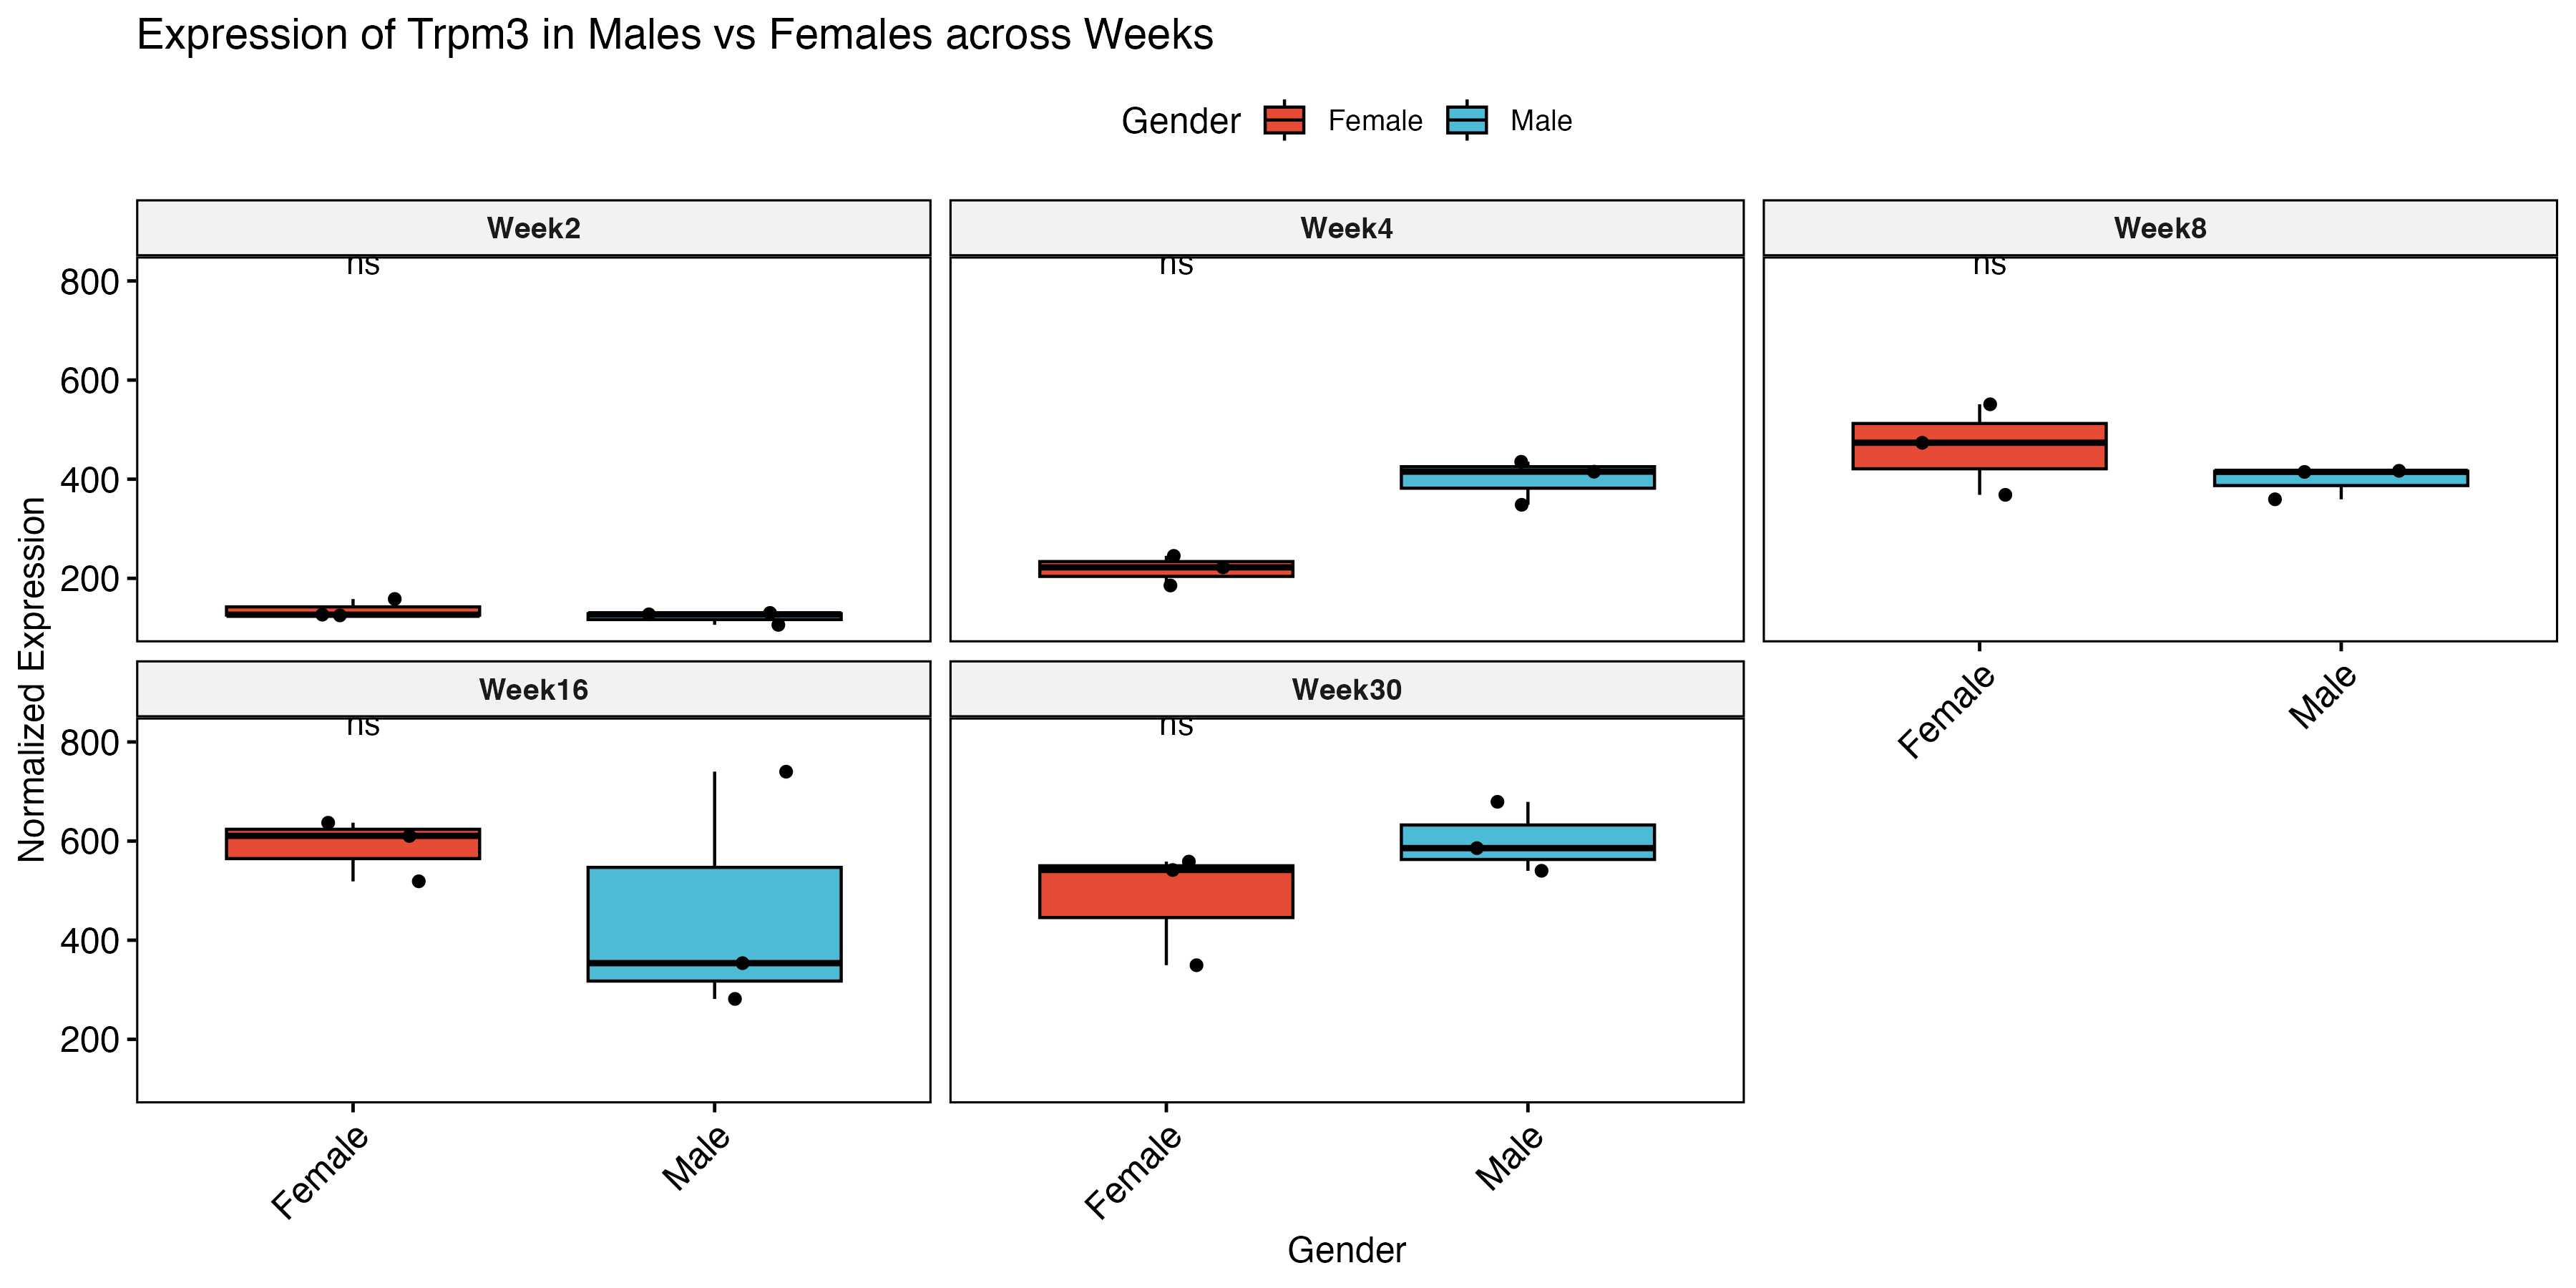 Expression of Trpm3 in Males vs Females across Weeks
Gender Female Male
Week2 Week4 Week8
ns ns ns
800
600
400
200
Normalized Expression
Female Male
Week16 Week30
ns ns
800
600
400
200
Female Male Female Male
Gender